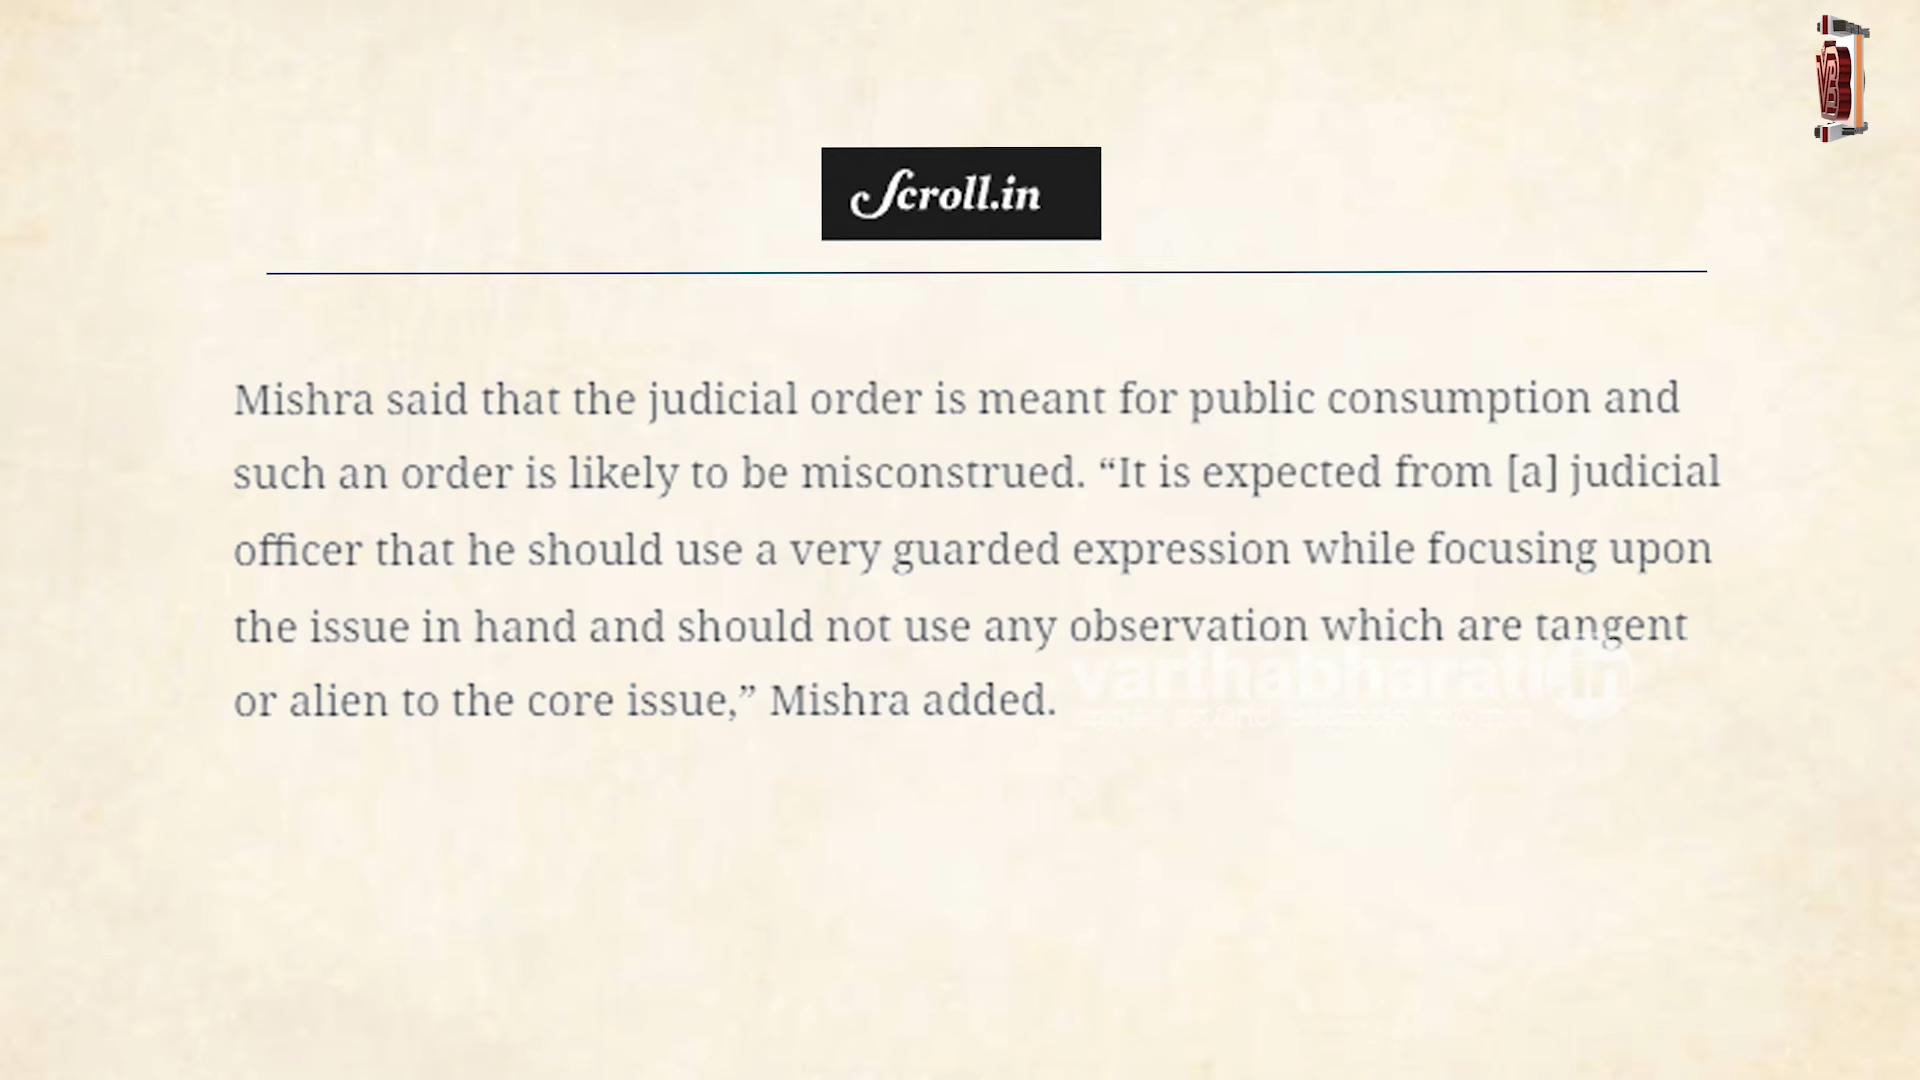 VB
Scroll.in
Mishra said that the judicial order is meant for public consumption and
such an order is likely to be misconstrued. “It is expected from [a] judicial
officer that he should use a very guarded expression while focusing upon
the issue in hand and should not use any observation which are tangent
or alien to the core issue,” Mishra added.
varthabharati.in